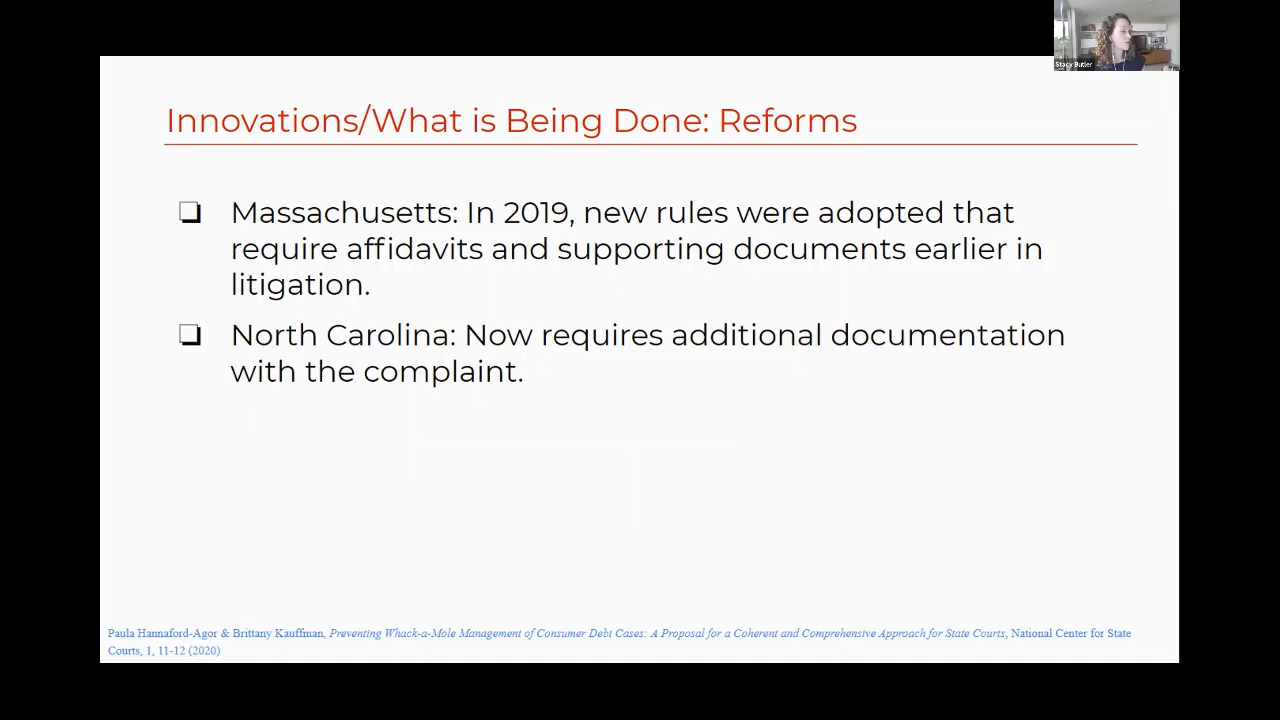 Stacy Butler
Innovations/What is Being Done: Reforms
Massachusetts: In 2019, new rules were adopted that
require affidavits and supporting documents earlier in
litigation.
North Carolina: Now requires additional documentation
with the complaint.
Paula Hannaford-Agor & Brittany Kauffman, Preventing Whack-a-Mole Management of Consumer Debt Cases: A Proposal for a Coherent and Comprehensive Approach for State Courts, National Center for State
Courts, 1, 11-12 (2020)